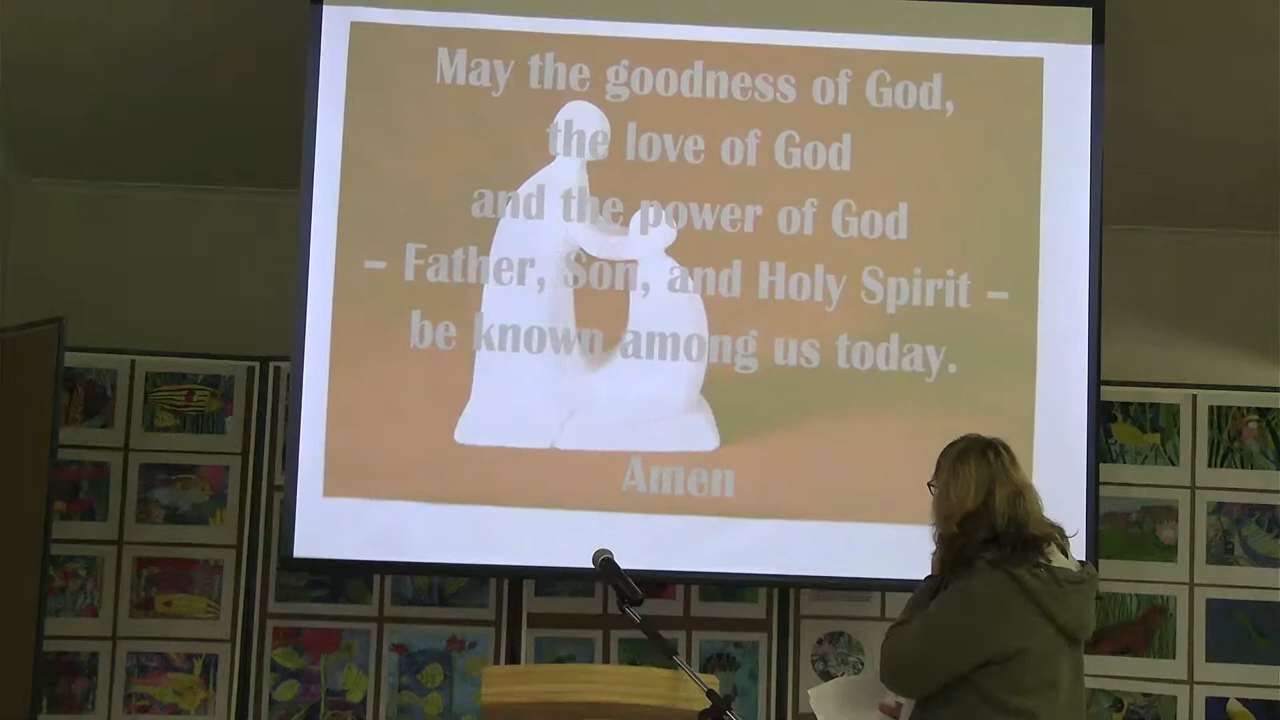 May the goodness of God,
the love of God
and the power of God
– Father, Son, and Holy Spirit –
be known among us today.
Amen